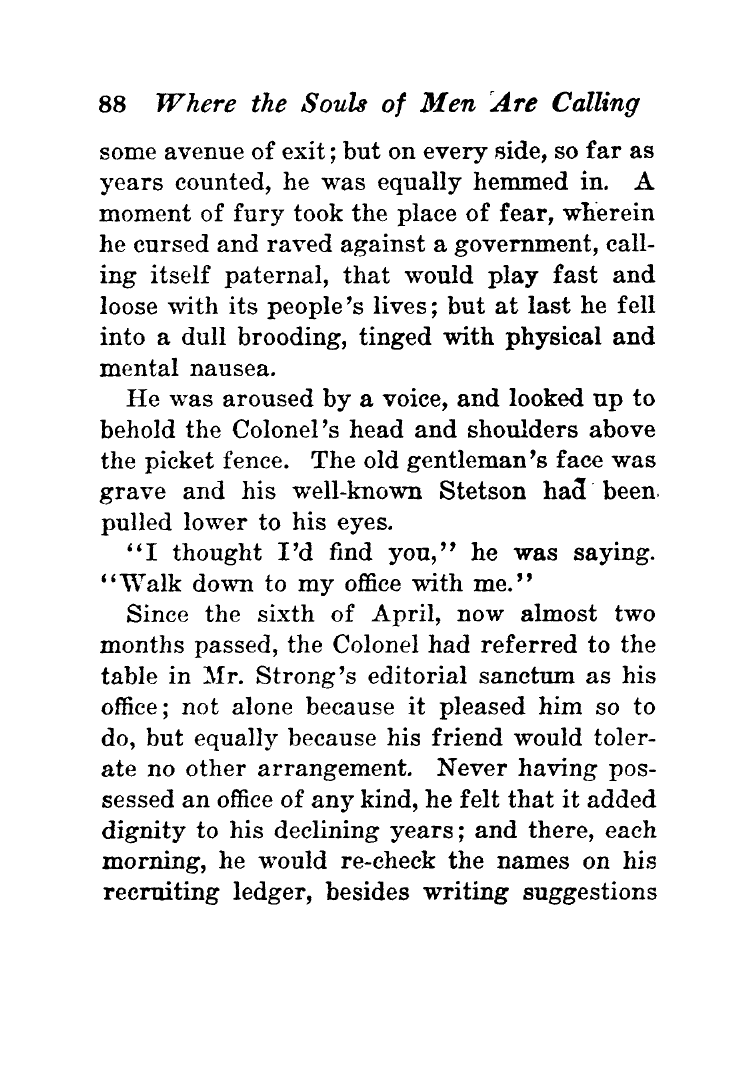 88 Where the Souls of Men Are Calling
some avenue of exit; but on every side, so far as
years counted, he was equally hemmed in. A
moment of fury took the place of fear, wherein
he cursed and raved against a government, call-
ing itself paternal, that would play fast and
loose with its people's lives; but at last he fell
into a dull brooding, tinged with physical and
mental nausea.
He was aroused by a voice, and looked up to
behold the Colonel's head and shoulders above
the picket fence. The old gentleman's face was
grave and his well-known Stetson had been
pulled lower to his eyes.
"I thought I'd find you," he was saying.
"Walk down to my office with me."
Since the sixth of April, now almost two
months passed, the Colonel had referred to the
table in Mr. Strong's editorial sanctum as his
office; not alone because it pleased him so to
do, but equally because his friend would toler-
ate no other arrangement. Never having pos-
sessed an office of any kind, he felt that it added
dignity to his declining years; and there, each
morning, he would re-check the names on his
recruiting ledger, besides writing suggestions